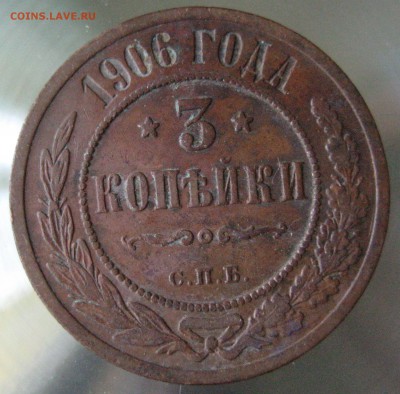 COINS.LAVE.RU
1906 ГОДА
3
КОПѢЙКИ
С.П.Б.